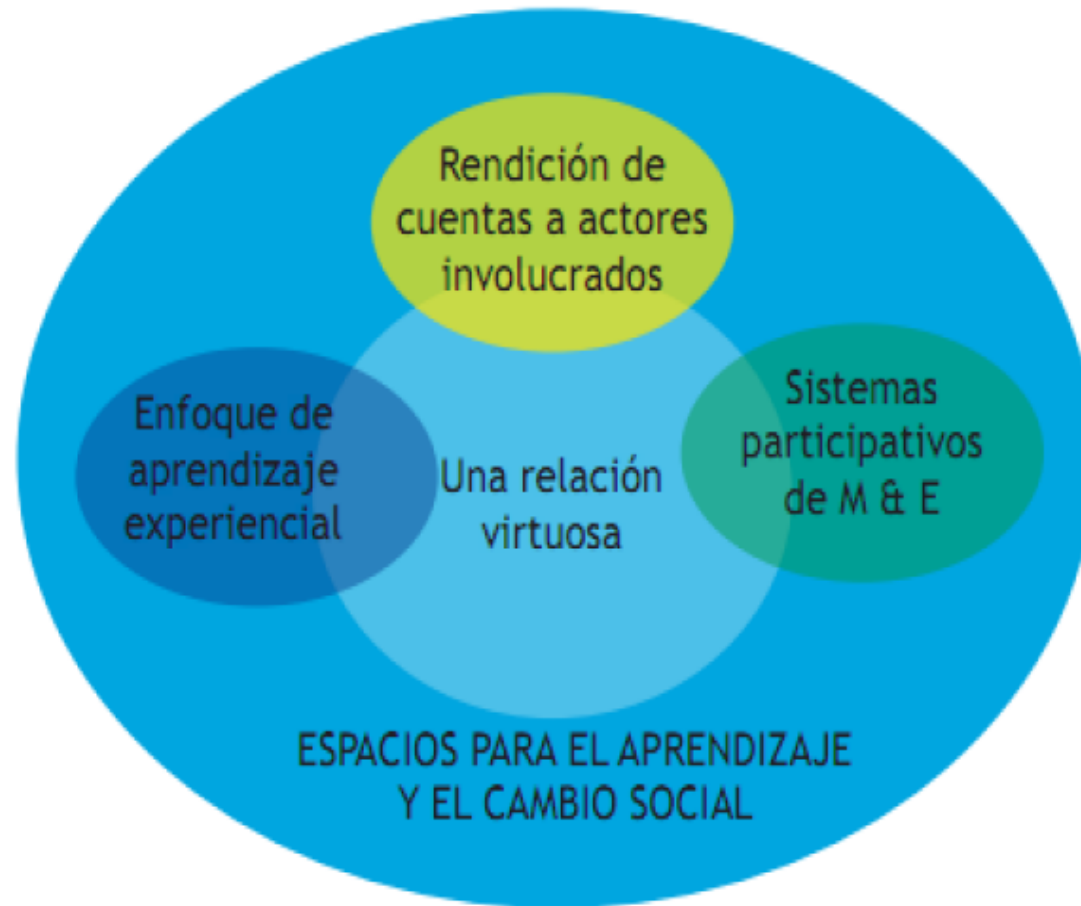 Rendición de
cuentas a actores
involucrados
Enfoque de
aprendizaje
experiencial
Una relación
virtuosa
Sistemas
participativos
de M & E
ESPACIOS PARA EL APRENDIZAJE
Y EL CAMBIO SOCIAL